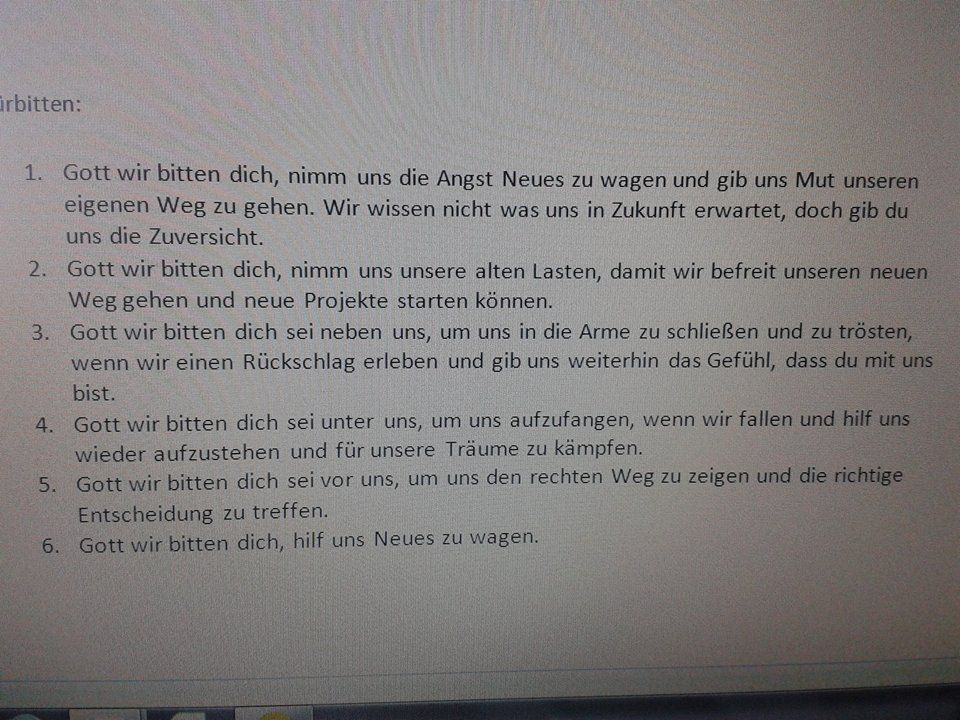 ürbitten:
1. Gott wir bitten dich, nimm uns die Angst Neues zu wagen und gib uns Mut unseren
eigenen Weg zu gehen. Wir wissen nicht was uns in Zukunft erwartet, doch gib du
uns die Zuversicht.
2. Gott wir bitten dich, nimm uns unsere alten Lasten, damit wir befreit unseren neuen
Weg gehen und neue Projekte starten können.
3. Gott wir bitten dich sei neben uns, um uns in die Arme zu schließen und zu trösten,
wenn wir einen Rückschlag erleben und gib uns weiterhin das Gefühl, dass du mit uns
bist.
4. Gott wir bitten dich sei unter uns, um uns aufzufangen, wenn wir fallen und hilf uns
wieder aufzustehen und für unsere Träume zu kämpfen.
5. Gott wir bitten dich sei vor uns, um uns den rechten Weg zu zeigen und die richtige
Entscheidung zu treffen.
6. Gott wir bitten dich, hilf uns Neues zu wagen.